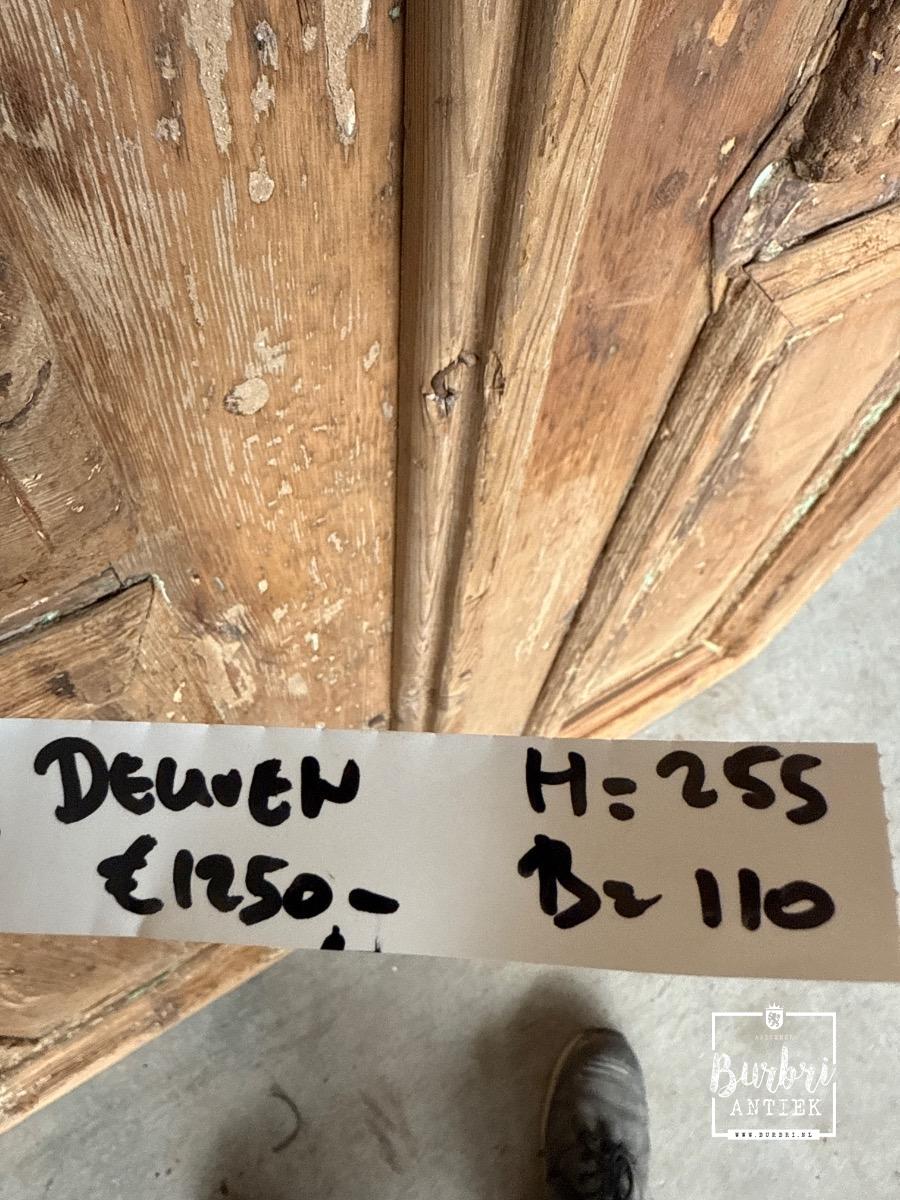 DEUREN
€1250,-
H=255
B= 110
Burbri
ANTIEK
WWW.BURBRI.NL